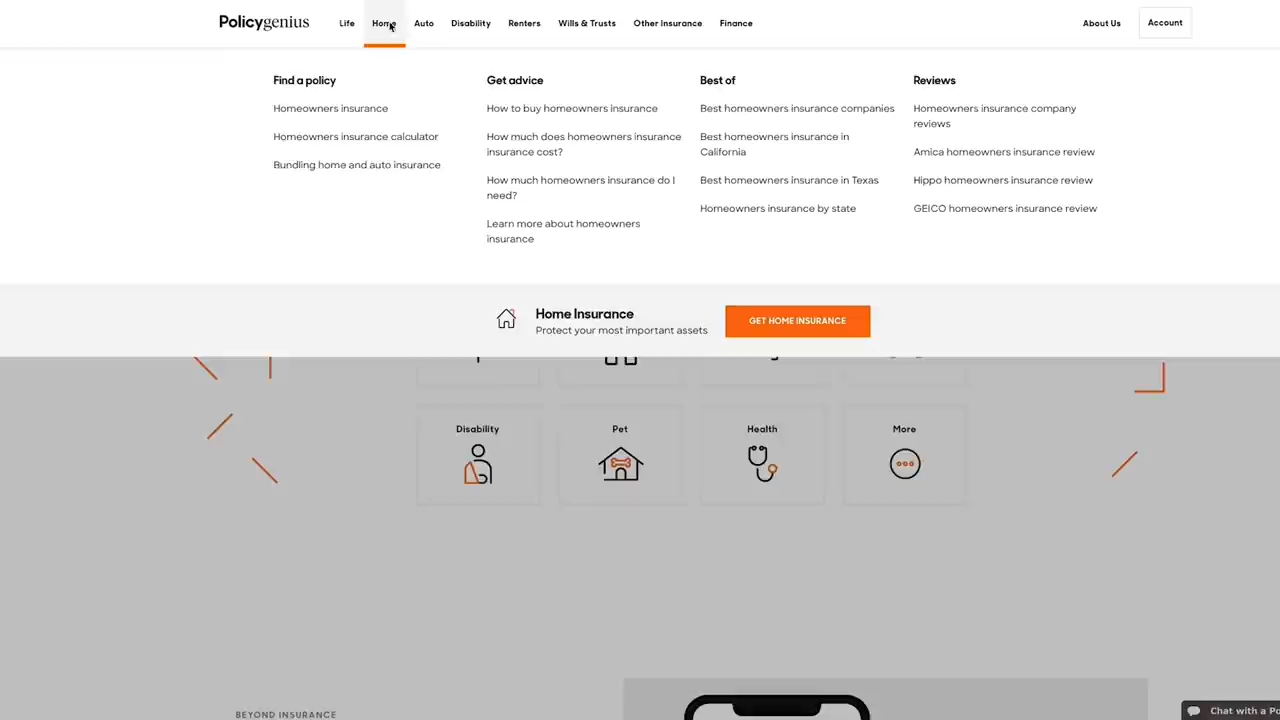 Policygenius
Life
Home
Auto
Disability
Renters
Wills & Trusts
Other Insurance
Finance
About Us
Account
Find a policy
Homeowners insurance
Homeowners insurance calculator
Bundling home and auto insurance
Get advice
How to buy homeowners insurance
How much does homeowners insurance
insurance cost?
How much homeowners insurance do I
need?
Learn more about homeowners
insurance
Best of
Best homeowners insurance companies
Best homeowners insurance in
California
Best homeowners insurance in Texas
Homeowners insurance by state
Reviews
Homeowners insurance company
reviews
Amica homeowners insurance review
Hippo homeowners insurance review
GEICO homeowners insurance review
Home Insurance
Protect your most important assets
GET HOME INSURANCE
Disability
Pet
Health
More
BEYOND INSURANCE
Chat with a Po